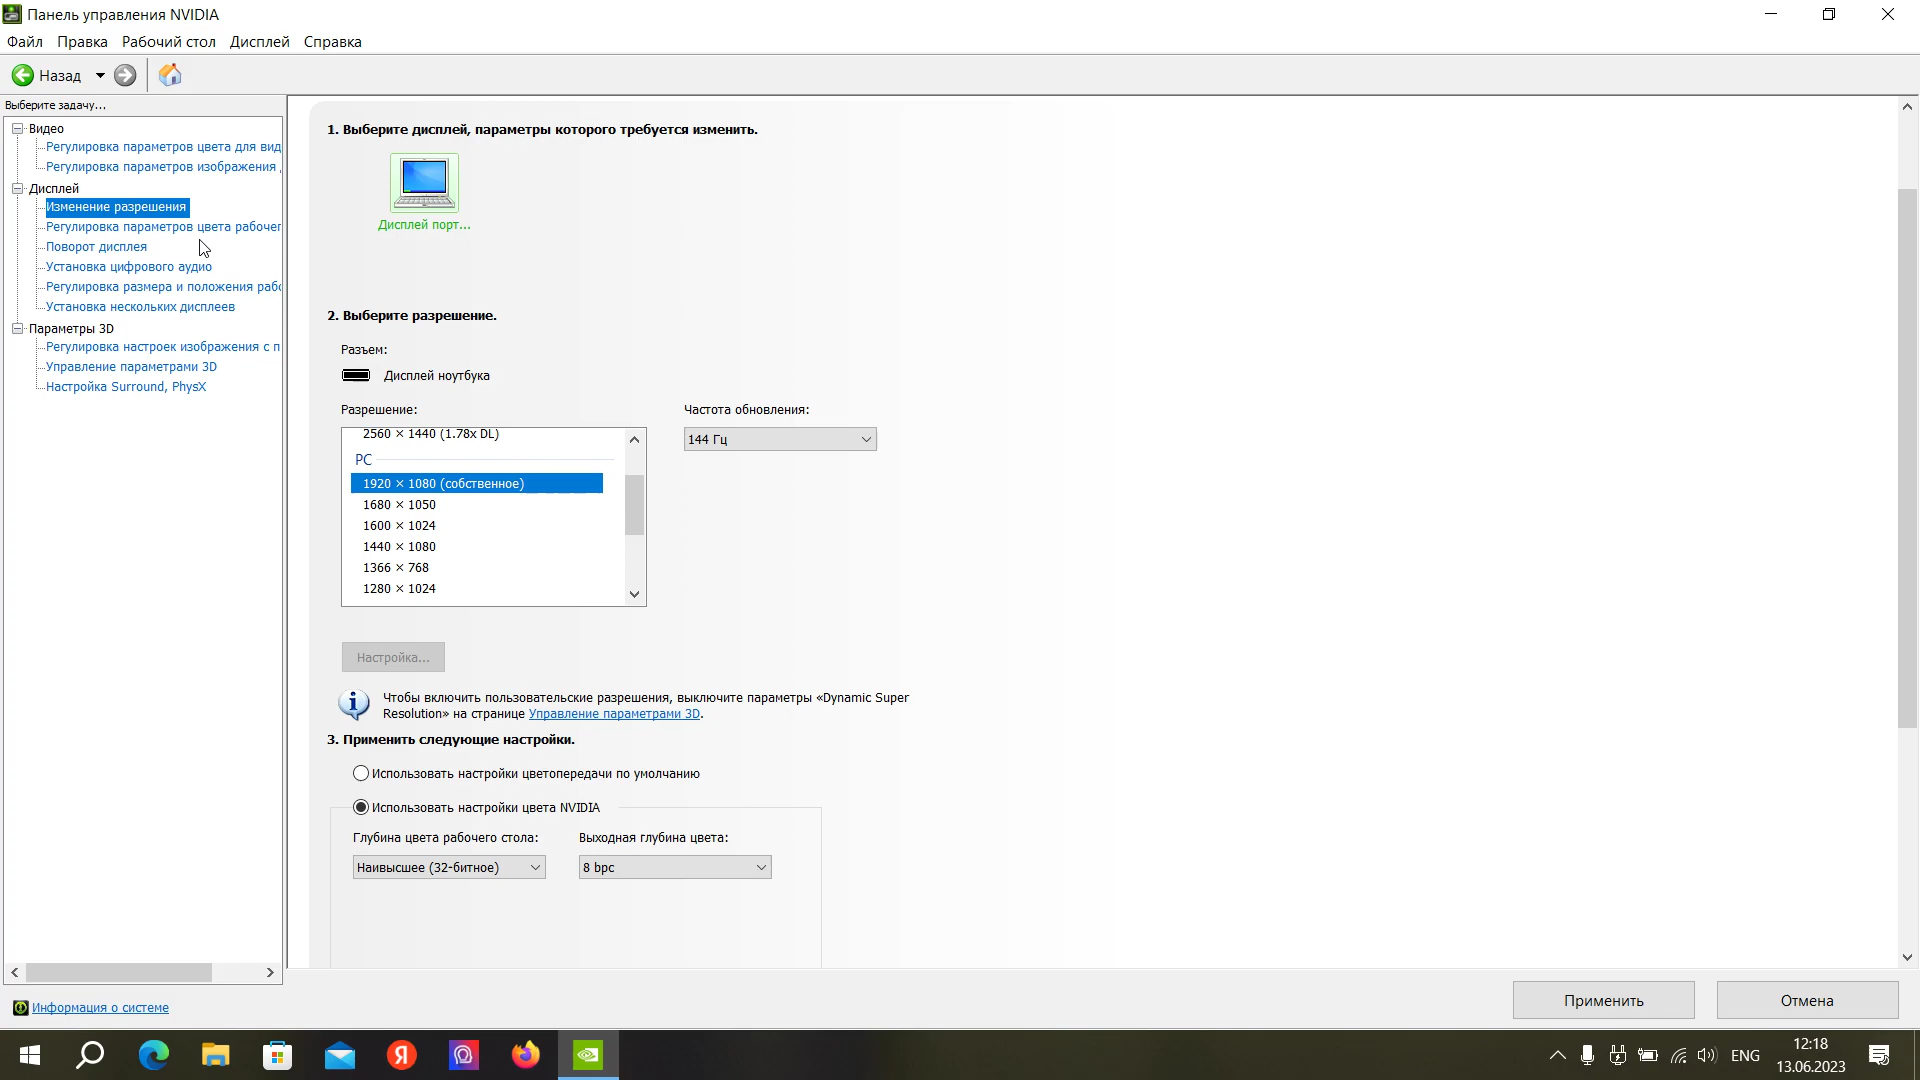 Панель управления NVIDIA
Файл Правка Рабочий стол Дисплей Справка
Назад
Выберите задачу...
Видео
Регулировка параметров цвета для вид
Регулировка параметров изображения
Дисплей
Изменение разрешения
Регулировка параметров цвета рабочег
Поворот дисплея
Установка цифрового аудио
Регулировка размера и положения рабо
Установка нескольких дисплеев
Параметры 3D
Регулировка настроек изображения с п
Управление параметрами 3D
Настройка Surround, PhysX
Информация о системе
1. Выберите дисплей, параметры которого требуется изменить.
Дисплей порт...
2. Выберите разрешение.
Разъем:
Дисплей ноутбука
Разрешение:
2560 × 1440 (1.78x DL)
PC
1920 × 1080 (собственное)
1680 × 1050
1600 × 1024
1440 × 1080
1366 × 768
1280 × 1024
Частота обновления:
144 Гц
Настройка...
Чтобы включить пользовательские разрешения, выключите параметры «Dynamic Super
Resolution» на странице Управление параметрами 3D.
3. Применить следующие настройки.
Использовать настройки цветопередачи по умолчанию
Использовать настройки цвета NVIDIA
Глубина цвета рабочего стола: Выходная глубина цвета:
Наивысшее (32-битное) 8 bpc
Применить Отмена
Я
ENG
12:18
13.06.2023